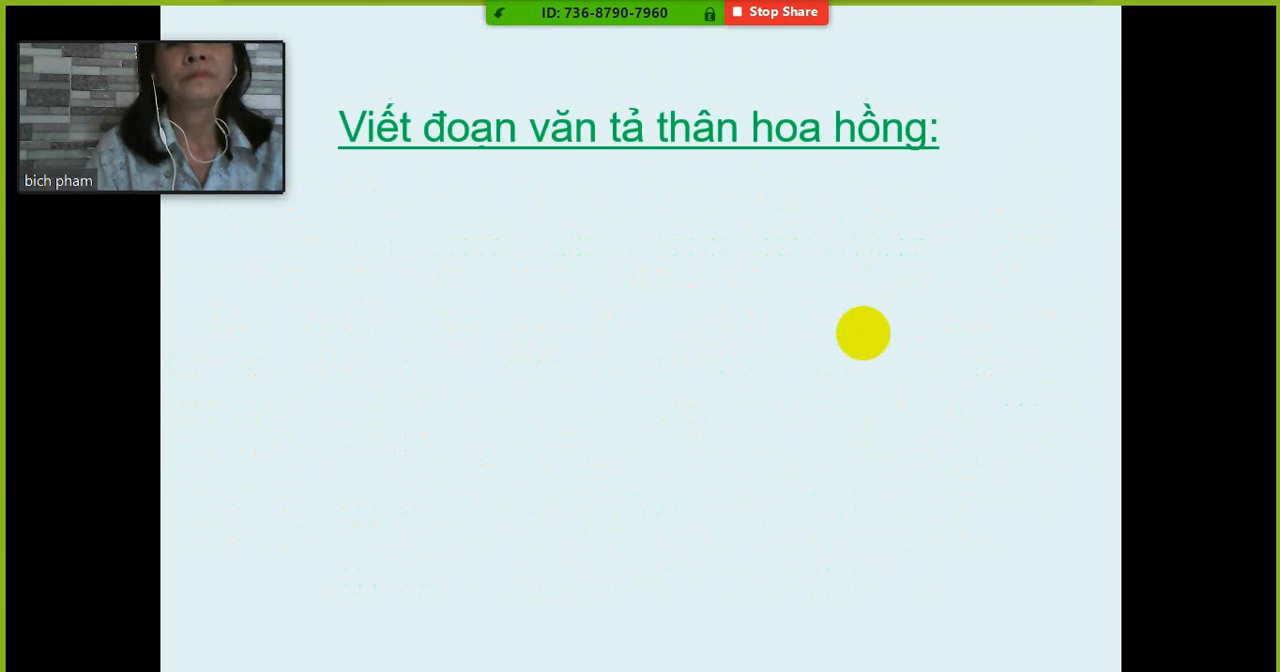 ID: 736-8790-7960
Stop Share
Viết đoạn văn tả thân hoa hồng:
bich pham